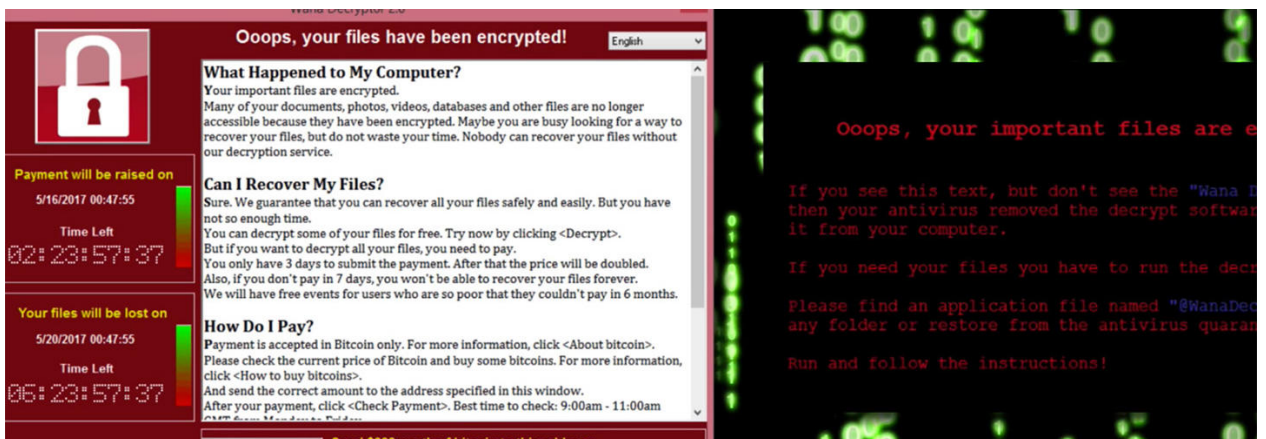 Wana Decryptor 2.0
Ooops, your files have been encrypted!
English
What Happened to My Computer?
Your important files are encrypted.
Many of your documents, photos, videos, databases and other files are no longer
accessible because they have been encrypted. Maybe you are busy looking for a way to
recover your files, but do not waste your time. Nobody can recover your files without
our decryption service.
Can I Recover My Files?
Sure. We guarantee that you can recover all your files safely and easily. But you have
not so enough time.
You can decrypt some of your files for free. Try now by clicking <Decrypt>.
But if you want to decrypt all your files, you need to pay.
You only have 3 days to submit the payment. After that the price will be doubled.
Also, if you don't pay in 7 days, you won't be able to recover your files forever.
We will have free events for users who are so poor that they couldn't pay in 6 months.
How Do I Pay?
Payment is accepted in Bitcoin only. For more information, click <About bitcoin>.
Please check the current price of Bitcoin and buy some bitcoins. For more information,
click <How to buy bitcoins>.
And send the correct amount to the address specified in this window.
After your payment, click <Check Payment>. Best time to check: 9:00am - 11:00am
GMT from Monday to Friday
Payment will be raised on
5/16/2017 00:47:55
Time Left
02:23:57:37
Your files will be lost on
5/20/2017 00:47:55
Time Left
06:23:57:37
Ooops, your important files are e
If you see this text, but don't see the "Wana D
then your antivirus removed the decrypt softwar
it from your computer.
If you need your files you have to run the decr
Please find an application file named "@WanaDec
any folder or restore from the antivirus quaran
Run and follow the instructions!